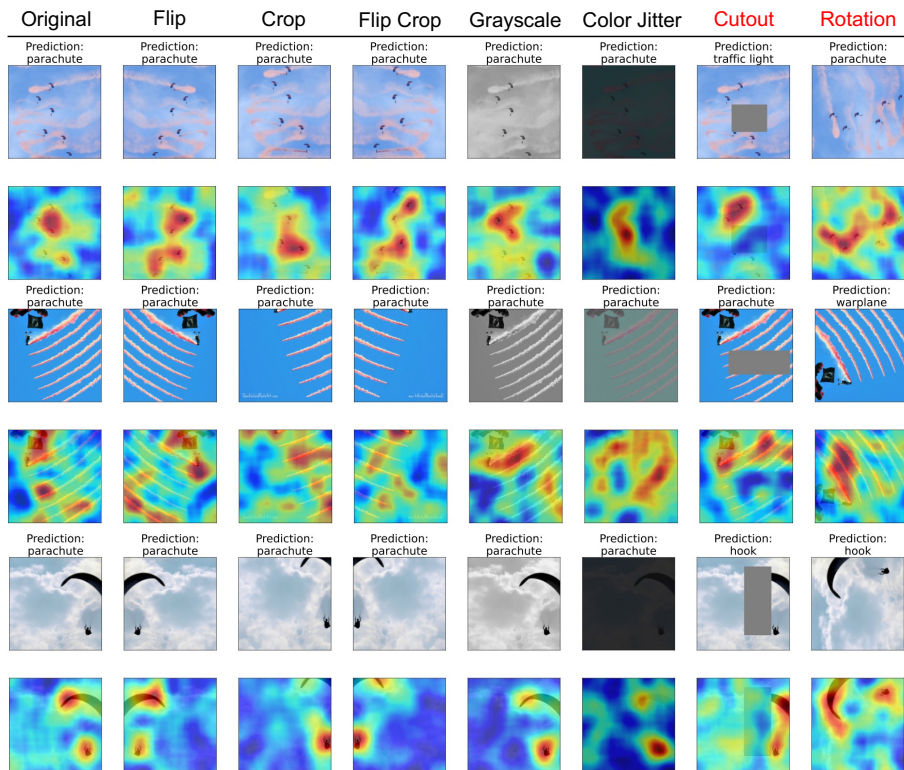 Original Flip Crop Flip Crop Grayscale Color Jitter Cutout Rotation
Prediction: Prediction: Prediction: Prediction: Prediction: Prediction: Prediction: Prediction:
parachute parachute parachute parachute parachute parachute traffic light parachute
Prediction: Prediction: Prediction: Prediction: Prediction: Prediction: Prediction: Prediction:
parachute parachute parachute parachute parachute parachute parachute warplane
Prediction: Prediction: Prediction: Prediction: Prediction: Prediction: Prediction: Prediction:
parachute parachute parachute parachute parachute parachute hook hook